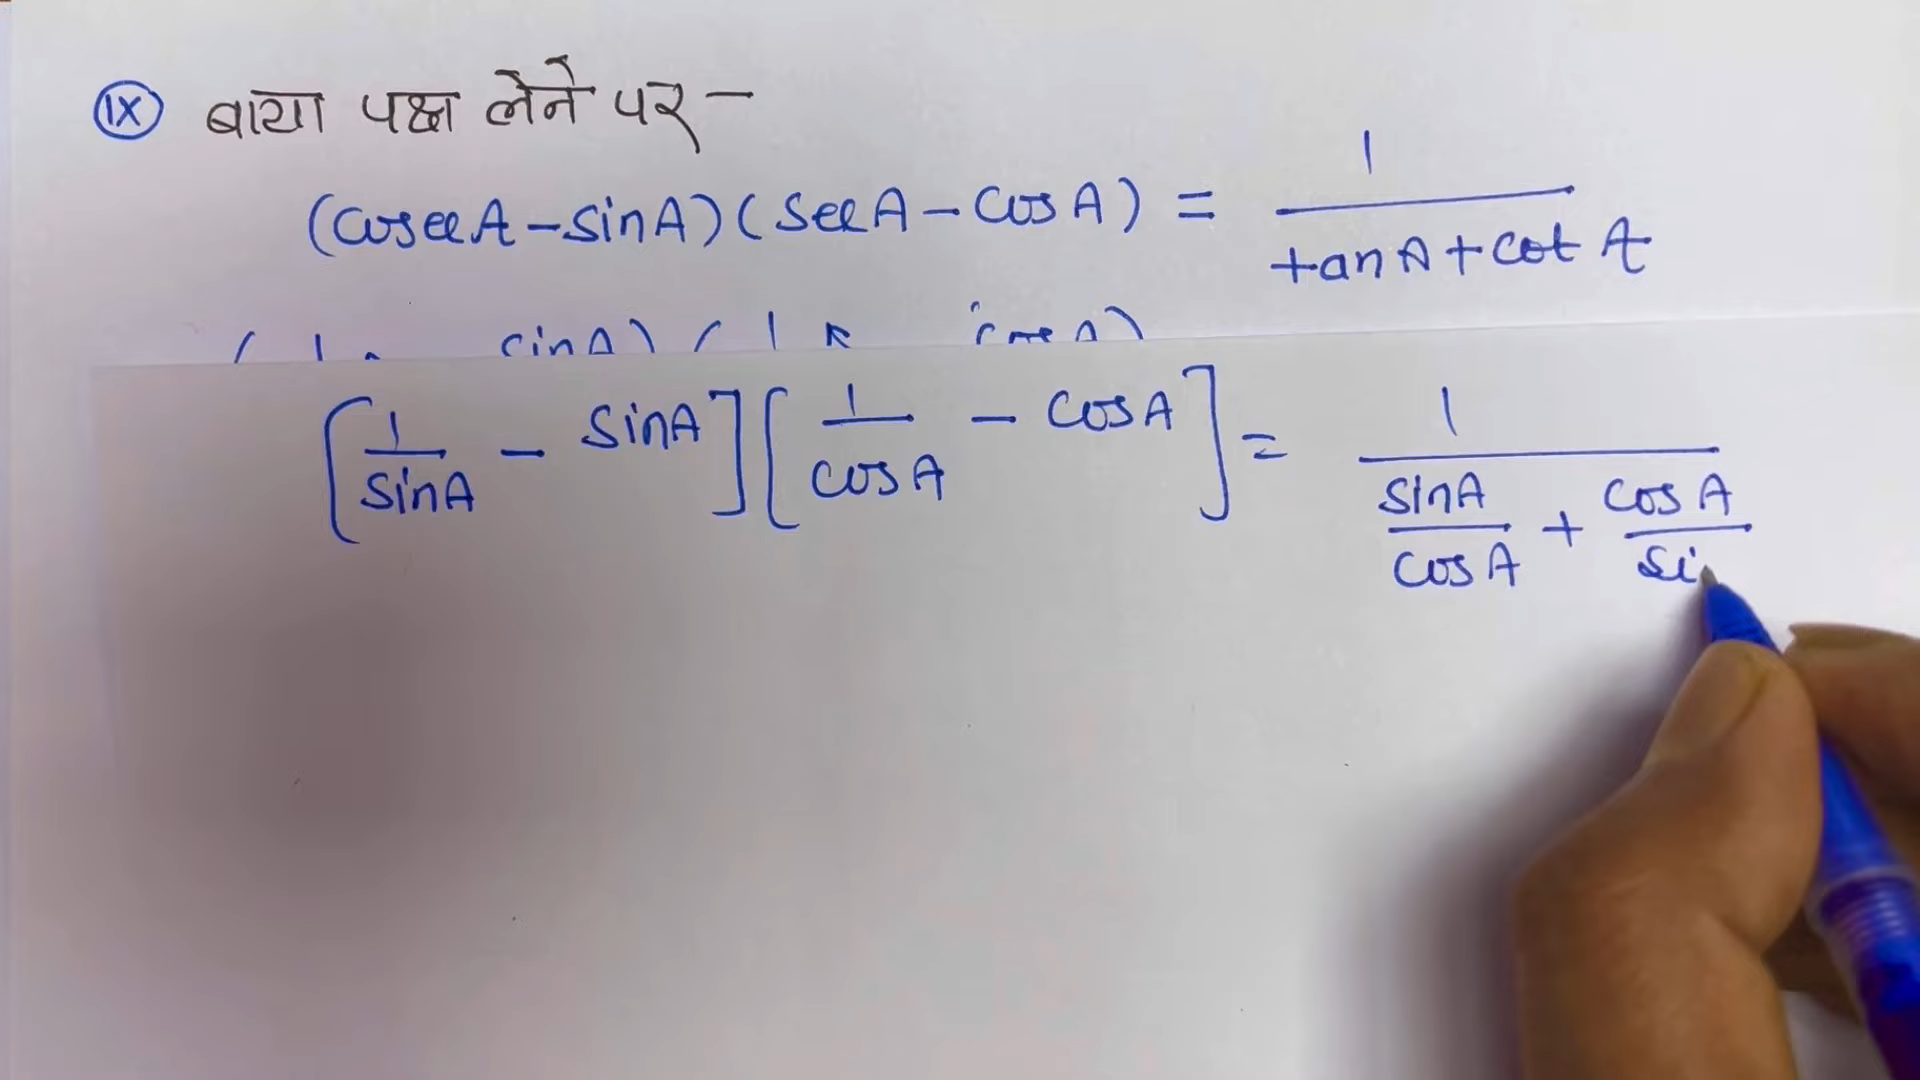 IX बाया पक्ष लेने पर –
(cosecA - sinA) (secA - cosA) = 1 / (tanA + cot A)
[1/sinA - sinA] [1/cosA - cosA] = 1 / (sinA/cosA + cosA/si